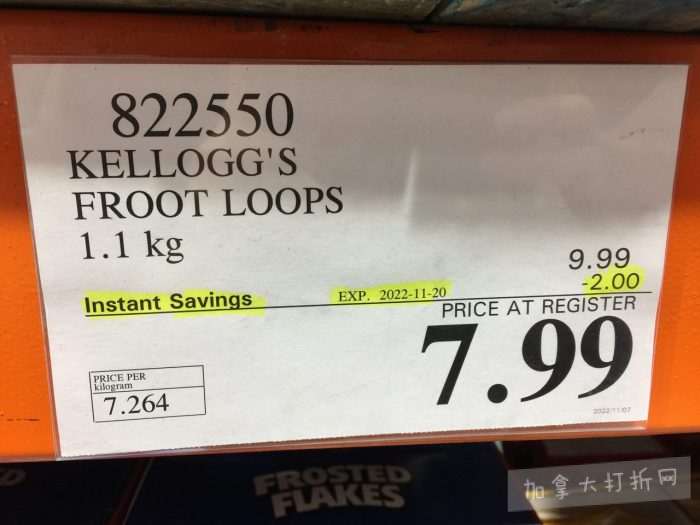 822550
KELLOGG'S
FROOT LOOPS
1.1 kg
9.99
-2.00
Instant Savings EXP. 2022-11-20
PRICE AT REGISTER
7.99
PRICE PER
kilogram
7.264
2022/11/07
FROSTED
FLAKES
加拿大打折网